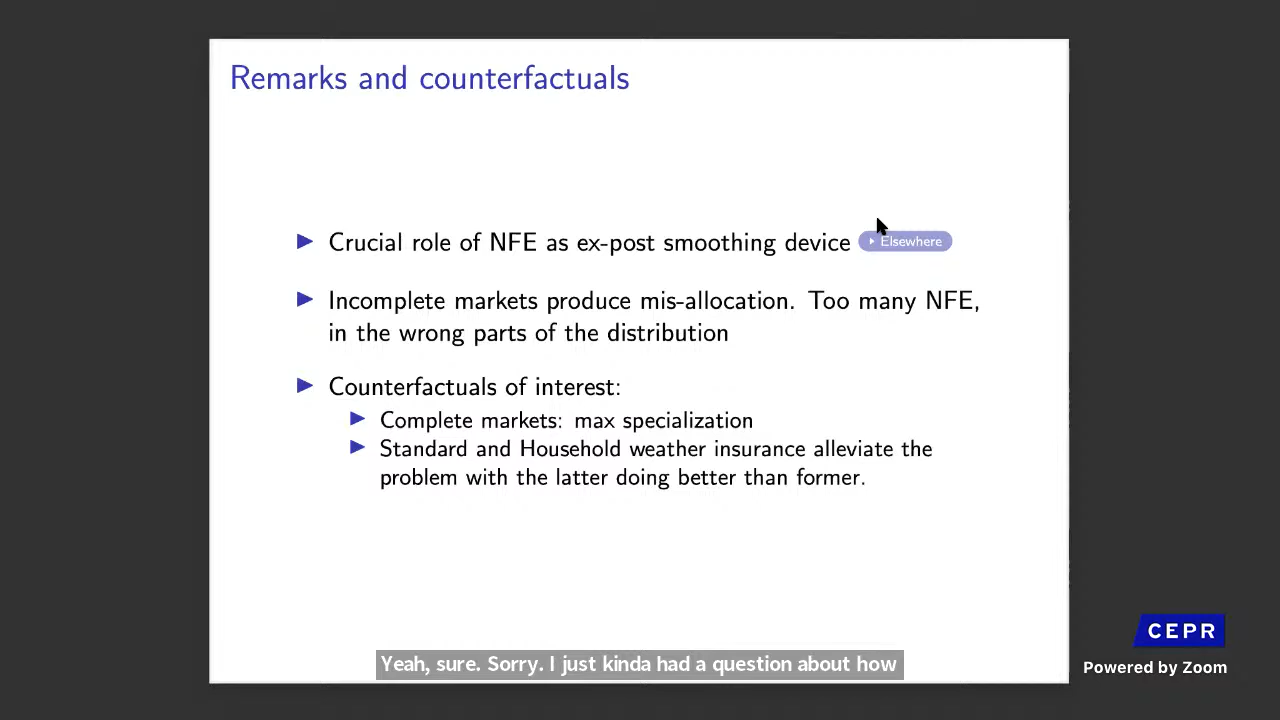 Remarks and counterfactuals
Crucial role of NFE as ex-post smoothing device
Elsewhere
Incomplete markets produce mis-allocation. Too many NFE,
in the wrong parts of the distribution
Counterfactuals of interest:
Complete markets: max specialization
Standard and Household weather insurance alleviate the
problem with the latter doing better than former.
CEPR
Powered by Zoom
Yeah, sure. Sorry. I just kinda had a question about how